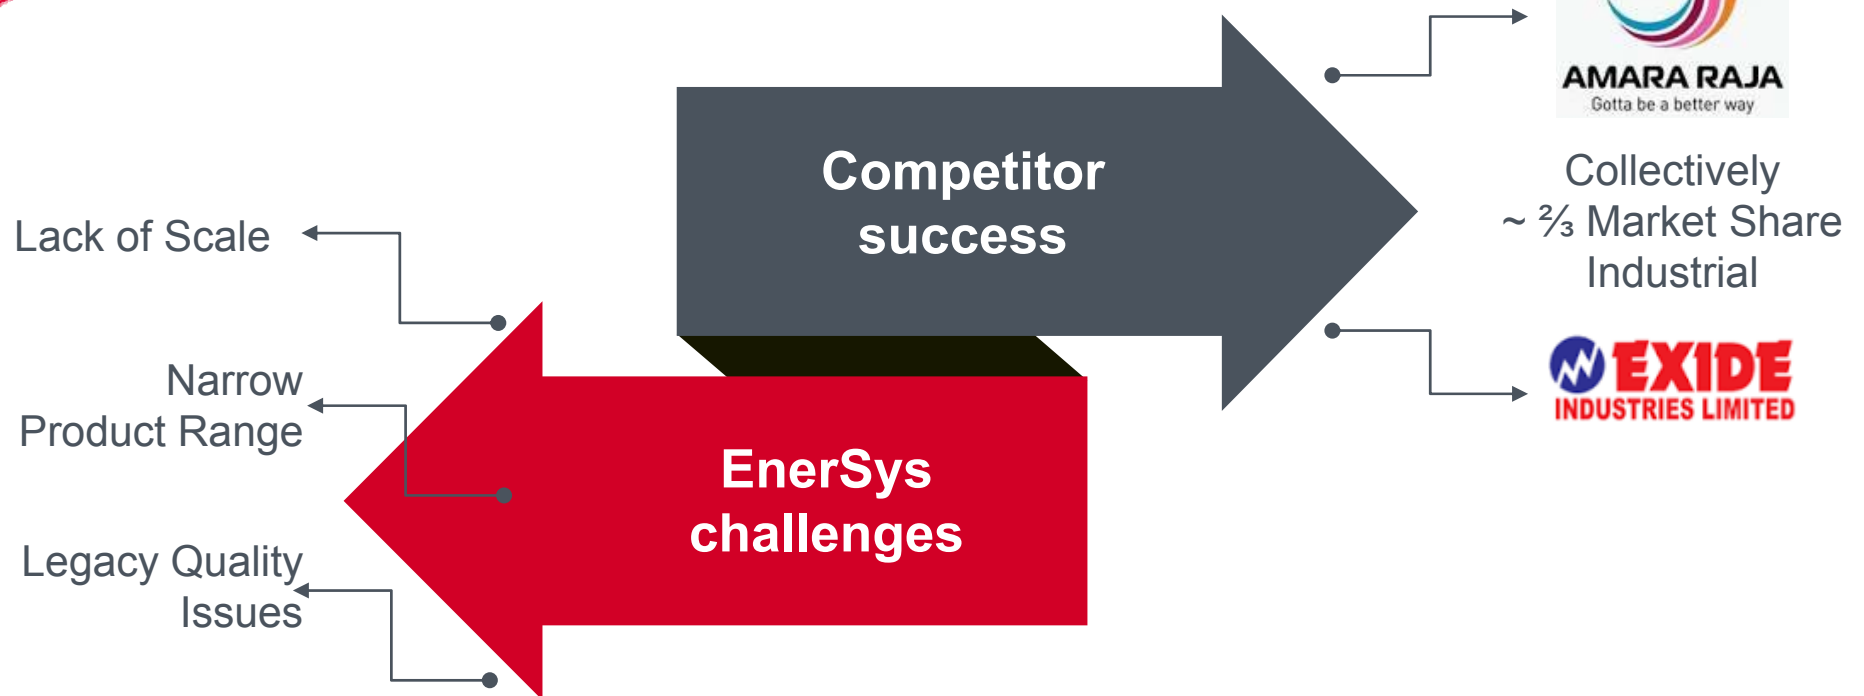 AMARA RAJA
Gotta be a better way
Competitor
success
Collectively
~ ⅔ Market Share
Industrial
EXIDE
INDUSTRIES LIMITED
Lack of Scale
Narrow
Product Range
Legacy Quality
Issues
EnerSys
challenges